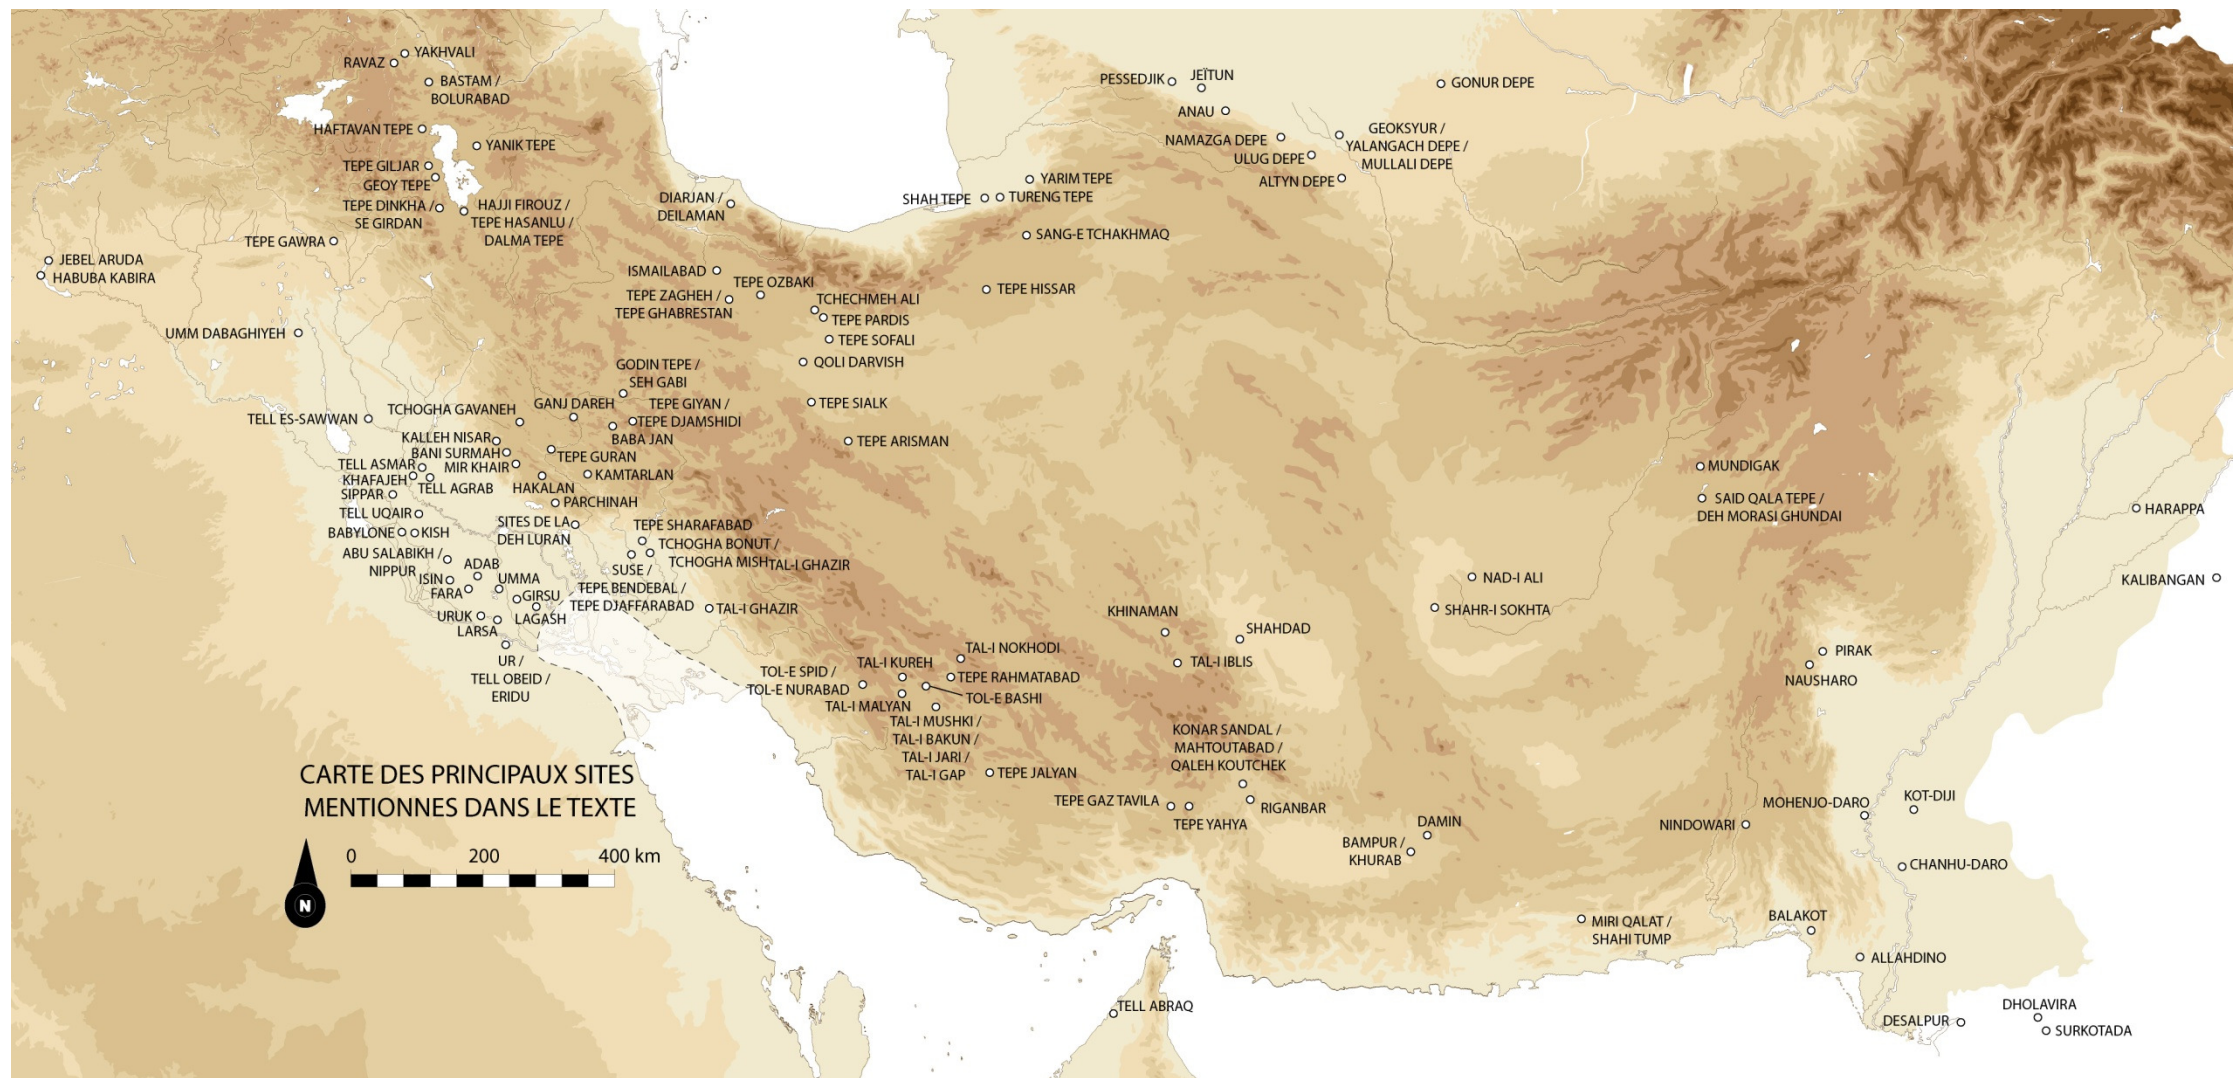 YAKHVALI
RAVAZ
BASTAM /
BOLURABAD
HAFTAVAN TEPE
YANIK TEPE
TEPE GILJAR
GEOY TEPE
TEPE DINKHA /
SE GIRDAN
HAJJI FIROUZ /
TEPE HASANLU /
DALMA TEPE
TEPE GAWRA
JEBEL ARUDA
HABUBA KABIRA
UMM DABAGHIYEH
TELL ES-SAWWAN
DIARJAN /
DEILAMAN
ISMAILABAD
TEPE OZBAKI
TEPE ZAGHEH /
TEPE GHABRESTAN
TCHECHMEH ALI
TEPE PARDIS
TEPE SOFALI
QOLI DARVISH
TEPE SIALK
TEPE ARISMAN
PESSEDJIK
JEÏTUN
ANAU
NAMAZGA DEPE
ULUG DEPE
ALTYN DEPE
GEOKSYUR /
YALANGACH DEPE /
MULLALI DEPE
GONUR DEPE
YARIM TEPE
SHAH TEPE
TURENG TEPE
SANG-E TCHAKHMAQ
TEPE HISSAR
GODIN TEPE /
SEH GABI
TCHOGHA GAVANEH
GANJ DAREH
TEPE GIYAN /
TEPE DJAMSHIDI
BABA JAN
KALLEH NISAR
BANI SURMAH
MIR KHAIR
TEPE GURAN
KAMTARLAN
HAKALAN
PARCHINAH
TELL ASMAR
KHAFAJEH
TELL AGRAB
SIPPAR
TELL UQAIR
BABYLONE
KISH
ABU SALABIKH /
NIPPUR
ISIN
FARA
ADAB
UMMA
GIRSU
LAGASH
URUK
LARSA
UR /
TELL OBEID /
ERIDU
SITES DE LA
DEH LURAN
TEPE SHARAFABAD
TCHOGHA BONUT /
TCHOGHA MISH
TAL-I GHAZIR
SUSE /
TEPE BENDEBAL /
TEPE DJAFFARABAD
TAL-I GHAZIR
TOL-E SPID /
TOL-E NURABAD
TAL-I KUREH
TAL-I NOKHODI
TEPE RAHMATABAD
TOL-E BASHI
TAL-I MALYAN
TAL-I MUSHKI /
TAL-I BAKUN /
TAL-I JARI /
TAL-I GAP
TEPE JALYAN
KHINAMAN
SHAHDAD
TAL-I IBLIS
KONAR SANDAL /
MAHTOUTABAD /
QALEH KOUTCHEK
TEPE GAZ TAVILA
TEPE YAHYA
RIGANBAR
BAMPUR /
KHURAB
DAMIN
TELL ABRAQ
NAD-I ALI
SHAHR-I SOKHTA
MUNDIGAK
SAID QALA TEPE /
DEH MORASI GHUNDAI
HARAPPA
KALIBANGAN
PIRAK
NAUSHARO
MOHENJO-DARO
KOT-DIJI
NINDOWARI
CHANHU-DARO
MIRI QALAT /
SHAHI TUMP
BALAKOT
ALLAHDINO
DESALPUR
DHOLAVIRA
SURKOTADA
CARTE DES PRINCIPAUX SITES
MENTIONNES DANS LE TEXTE
0 200 400 km
N